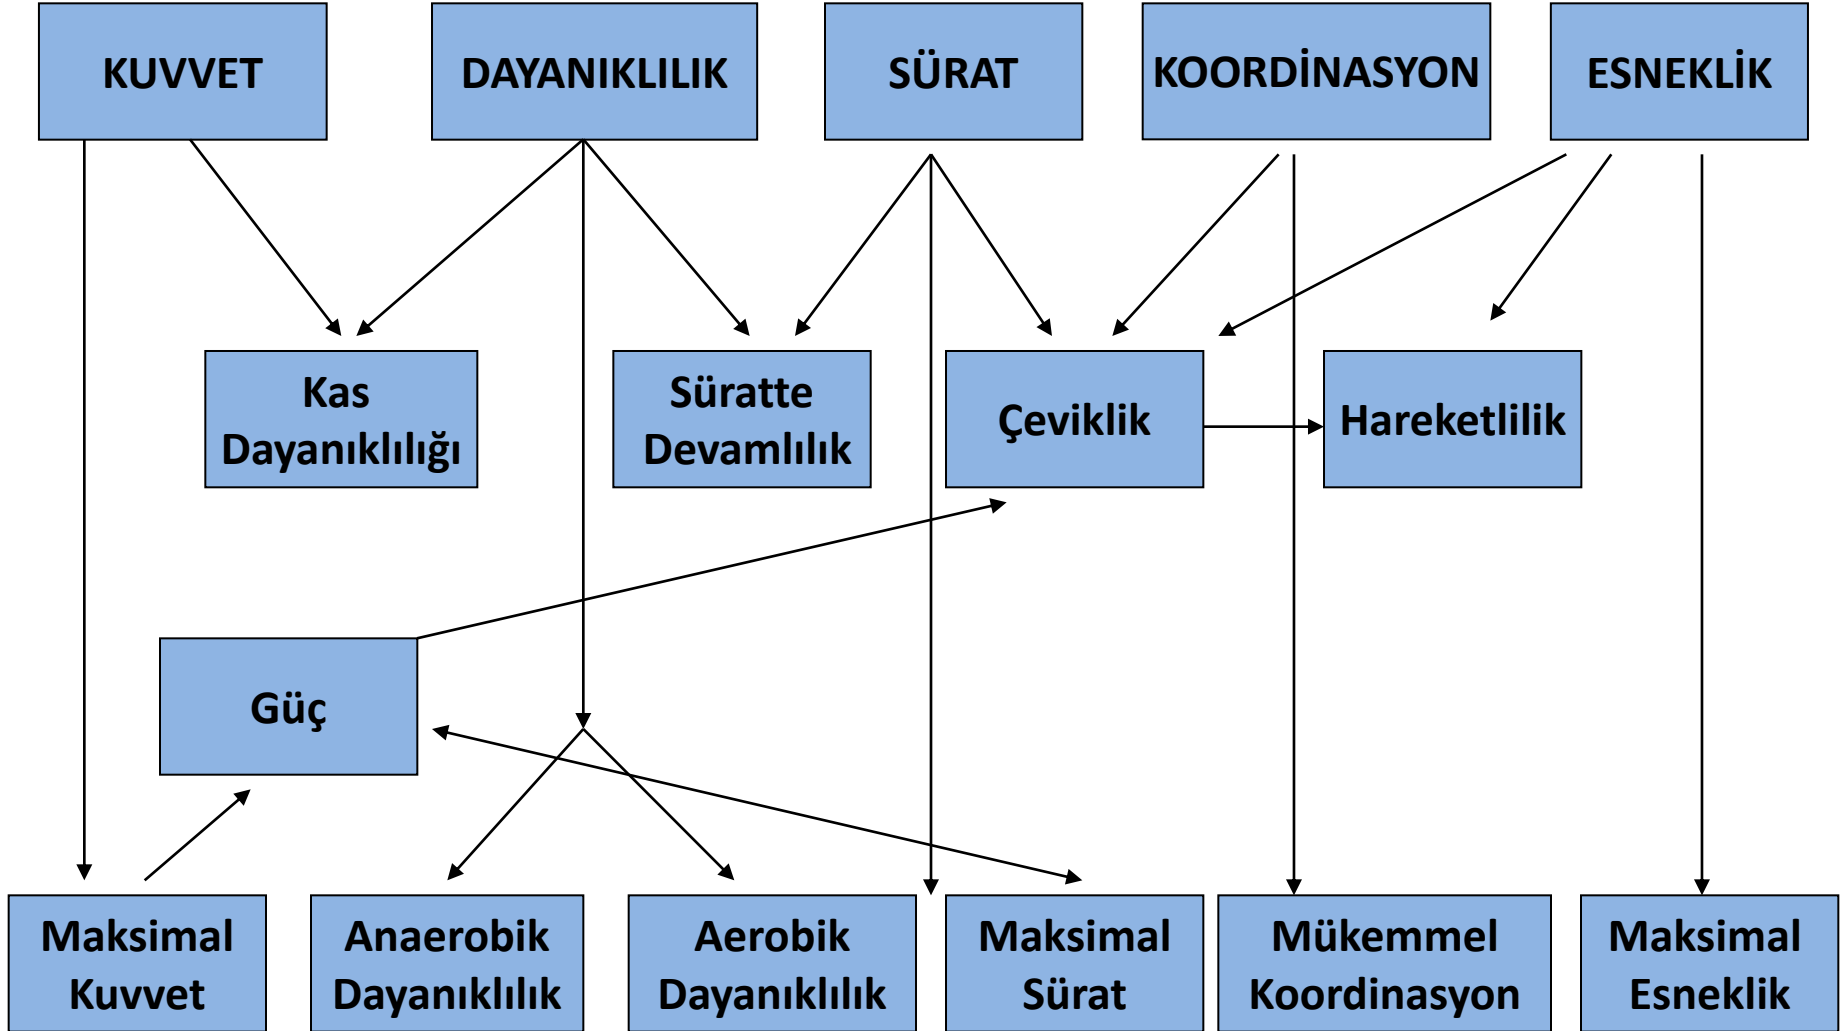 KUVVET
DAYANIKLILIK
SÜRAT
KOORDİNASYON
ESNEKLİK
Kas
Dayanıklılığı
Süratte
Devamlılık
Çeviklik
Hareketlilik
Güç
Maksimal
Kuvvet
Anaerobik
Dayanıklılık
Aerobik
Dayanıklılık
Maksimal
Sürat
Mükemmel
Koordinasyon
Maksimal
Esneklik